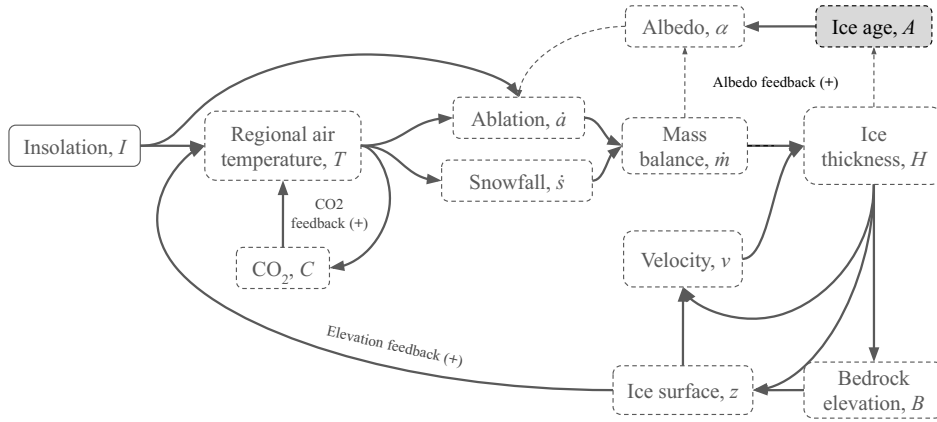 Albedo, α
Ice age, A
Albedo feedback (+)
Insolation, I
Regional air
temperature, T
Ablation, ȧ
Snowfall, ṡ
Mass
balance, ṁ
Ice
thickness, H
CO2
feedback (+)
CO₂, C
Velocity, v
Elevation feedback (+)
Ice surface, z
Bedrock
elevation, B